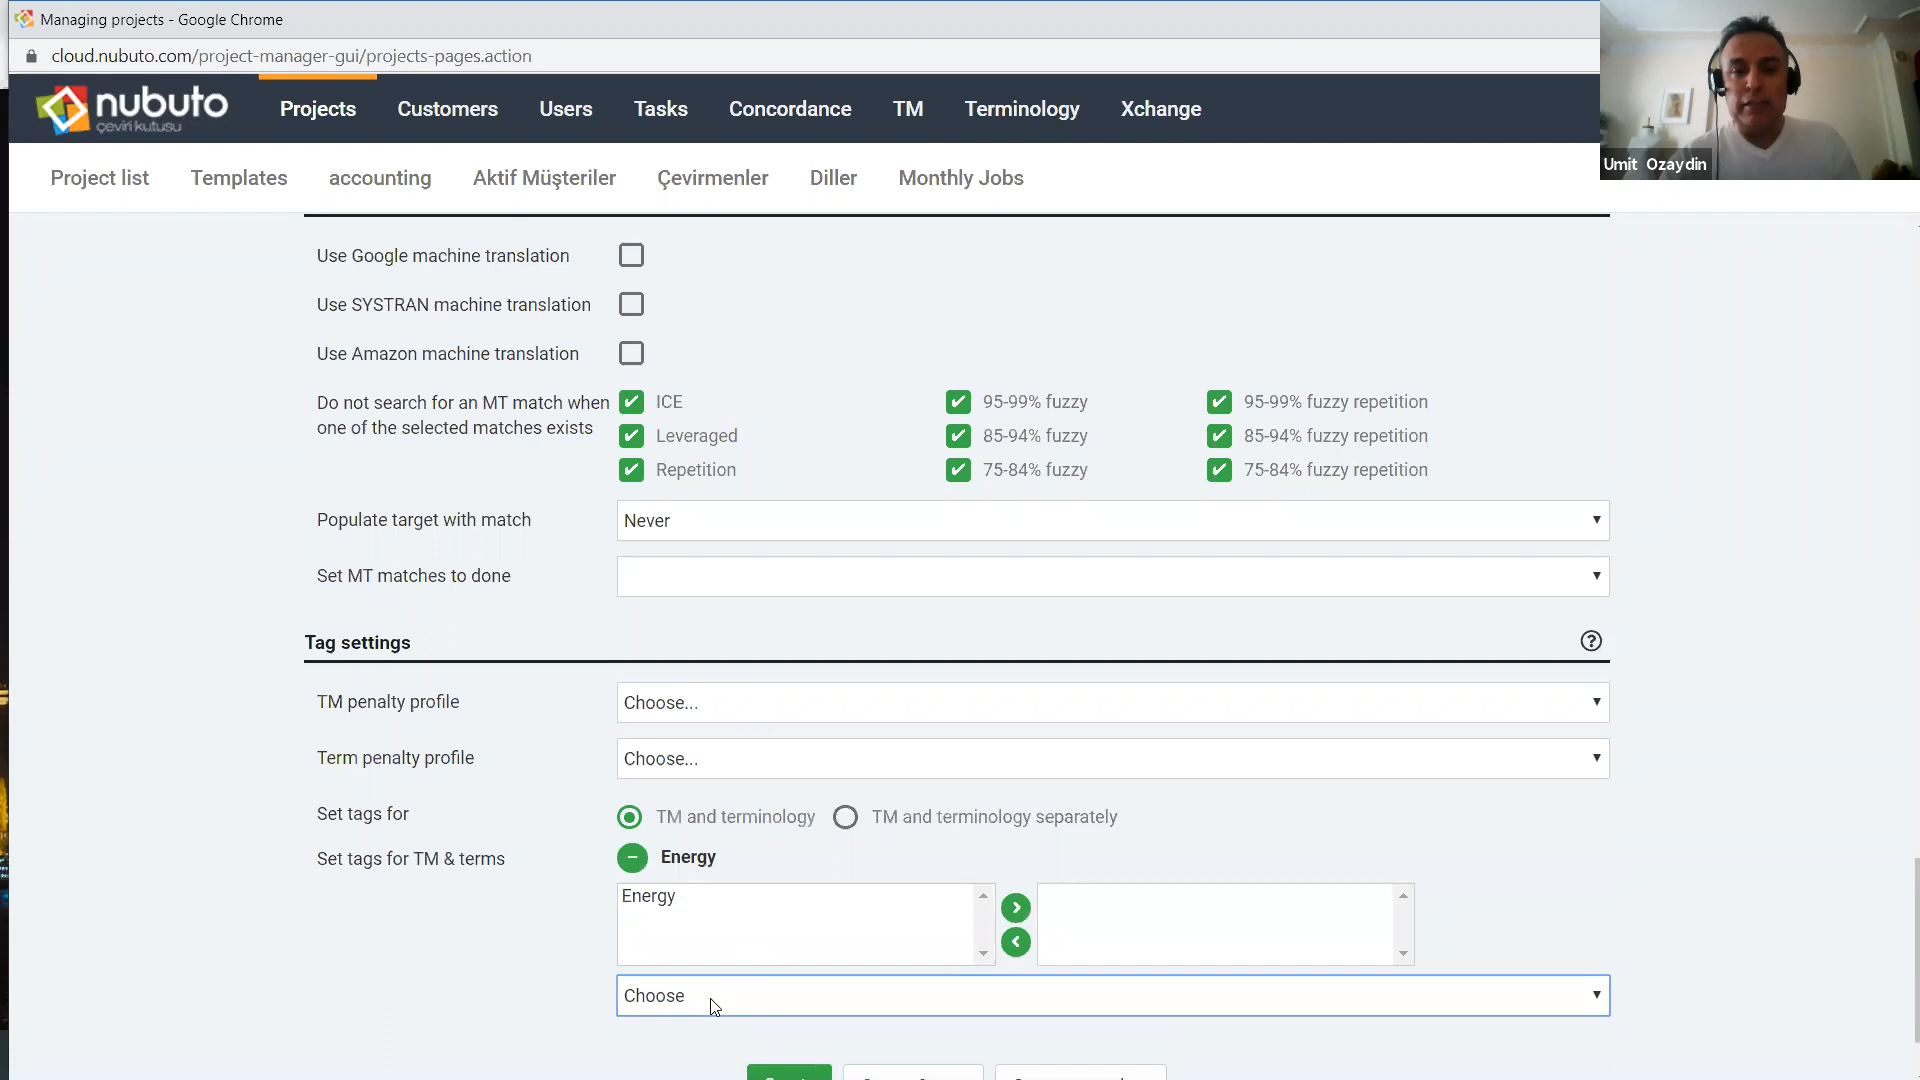 Managing projects - Google Chrome
cloud.nubuto.com/project-manager-gui/projects-pages.action
nubuto
çeviri kutusu
Projects Customers Users Tasks Concordance TM Terminology Xchange
Umit Ozaydin
Project list Templates accounting Aktif Müşteriler Çevirmenler Diller Monthly Jobs
Use Google machine translation
Use SYSTRAN machine translation
Use Amazon machine translation
Do not search for an MT match when
one of the selected matches exists
ICE 95-99% fuzzy 95-99% fuzzy repetition
Leveraged 85-94% fuzzy 85-94% fuzzy repetition
Repetition 75-84% fuzzy 75-84% fuzzy repetition
Populate target with match Never
Set MT matches to done
Tag settings
TM penalty profile Choose...
Term penalty profile Choose...
Set tags for TM and terminology TM and terminology separately
Set tags for TM & terms Energy
Energy
Choose